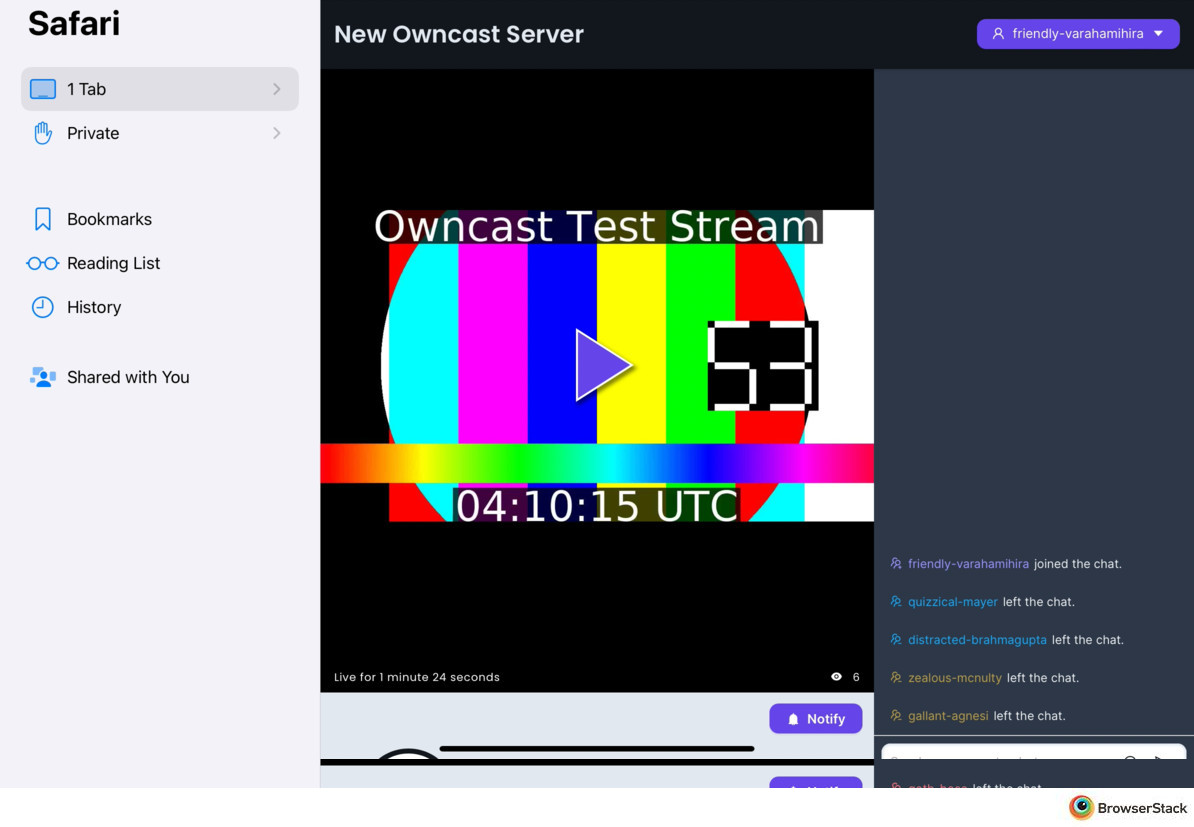 Safari
1 Tab
Private
Bookmarks
Reading List
History
Shared with You
New Owncast Server
friendly-varahamihira
Owncast Test Stream
53
04:10:15 UTC
Live for 1 minute 24 seconds
6
Notify
friendly-varahamihira joined the chat.
quizzical-mayer left the chat.
distracted-brahmagupta left the chat.
zealous-mcnulty left the chat.
gallant-agnesi left the chat.
left the chat.
BrowserStack